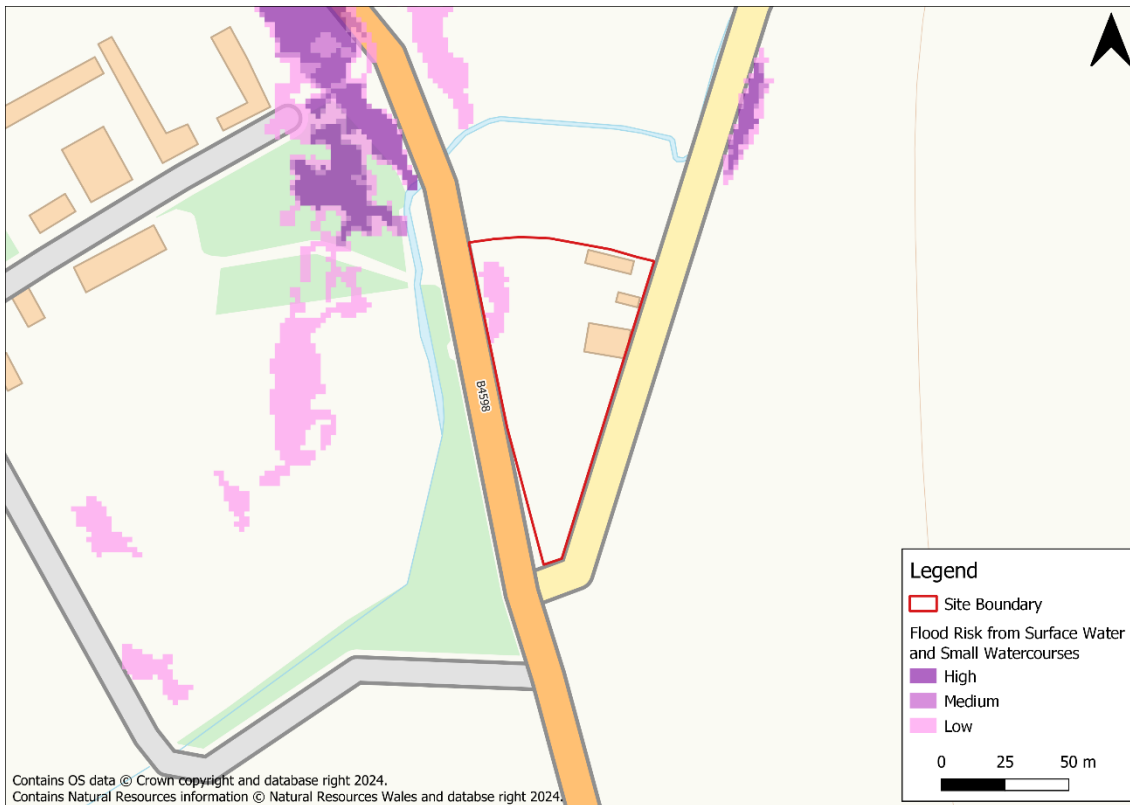 B4598
Legend
Site Boundary
Flood Risk from Surface Water
and Small Watercourses
High
Medium
Low
0 25 50 m
Contains OS data © Crown copyright and database right 2024.
Contains Natural Resources information © Natural Resources Wales and databse right 2024.